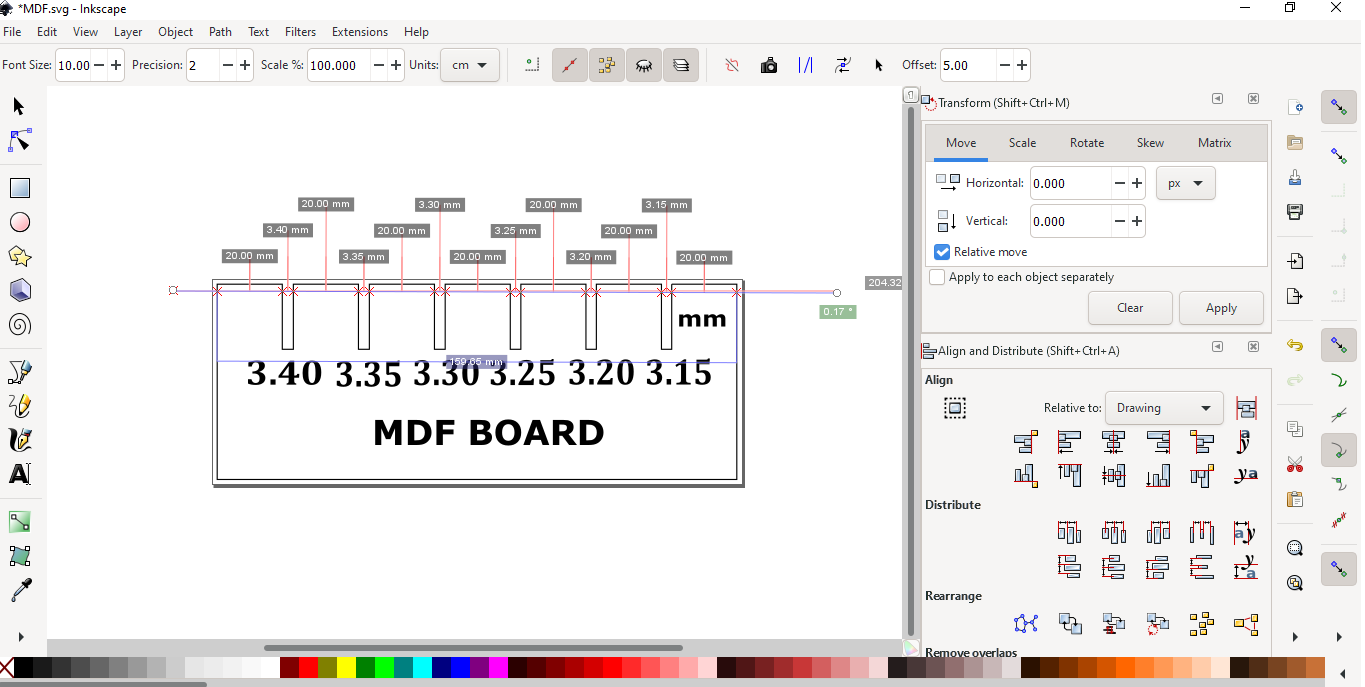 *MDF.svg - Inkscape
File Edit View Layer Object Path Text Filters Extensions Help
Font Size: 10.00 Precision: 2 Scale %: 100.000 Units: cm Offset: 5.00
Transform (Shift+Ctrl+M)
Move Scale Rotate Skew Matrix
Horizontal: 0.000 px
Vertical: 0.000
Relative move
Apply to each object separately
Clear Apply
20.00 mm 3.30 mm 20.00 mm 3.15 mm
3.40 mm 20.00 mm 3.25 mm 20.00 mm
20.00 mm 3.35 mm 20.00 mm 3.20 mm 20.00 mm
204.32
0.17 °
mm
159.65 mm
3.40 3.35 3.30 3.25 3.20 3.15
MDF BOARD
Align and Distribute (Shift+Ctrl+A)
Align
Relative to: Drawing
Distribute
Rearrange
Remove overlaps